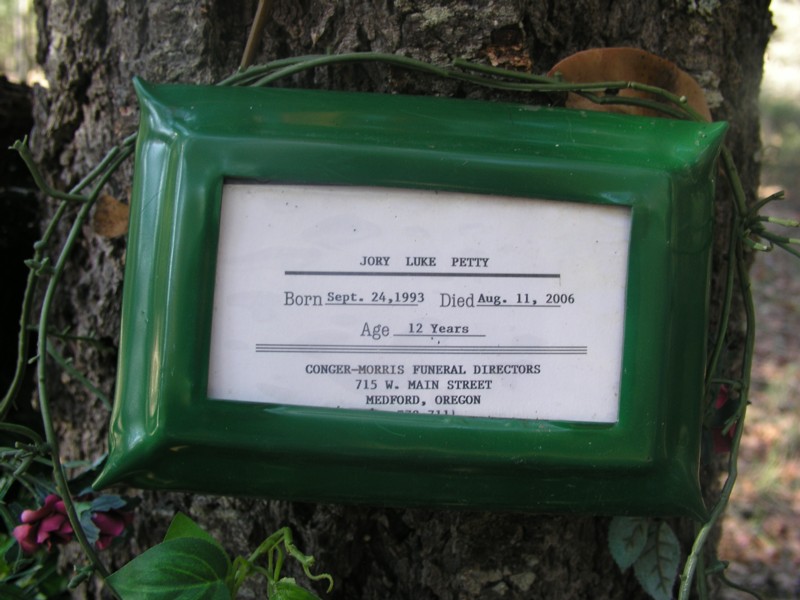 JORY LUKE PETTY
Born Sept. 24,1993 Died Aug. 11, 2006
Age 12 Years
CONGER-MORRIS FUNERAL DIRECTORS
715 W. MAIN STREET
MEDFORD, OREGON